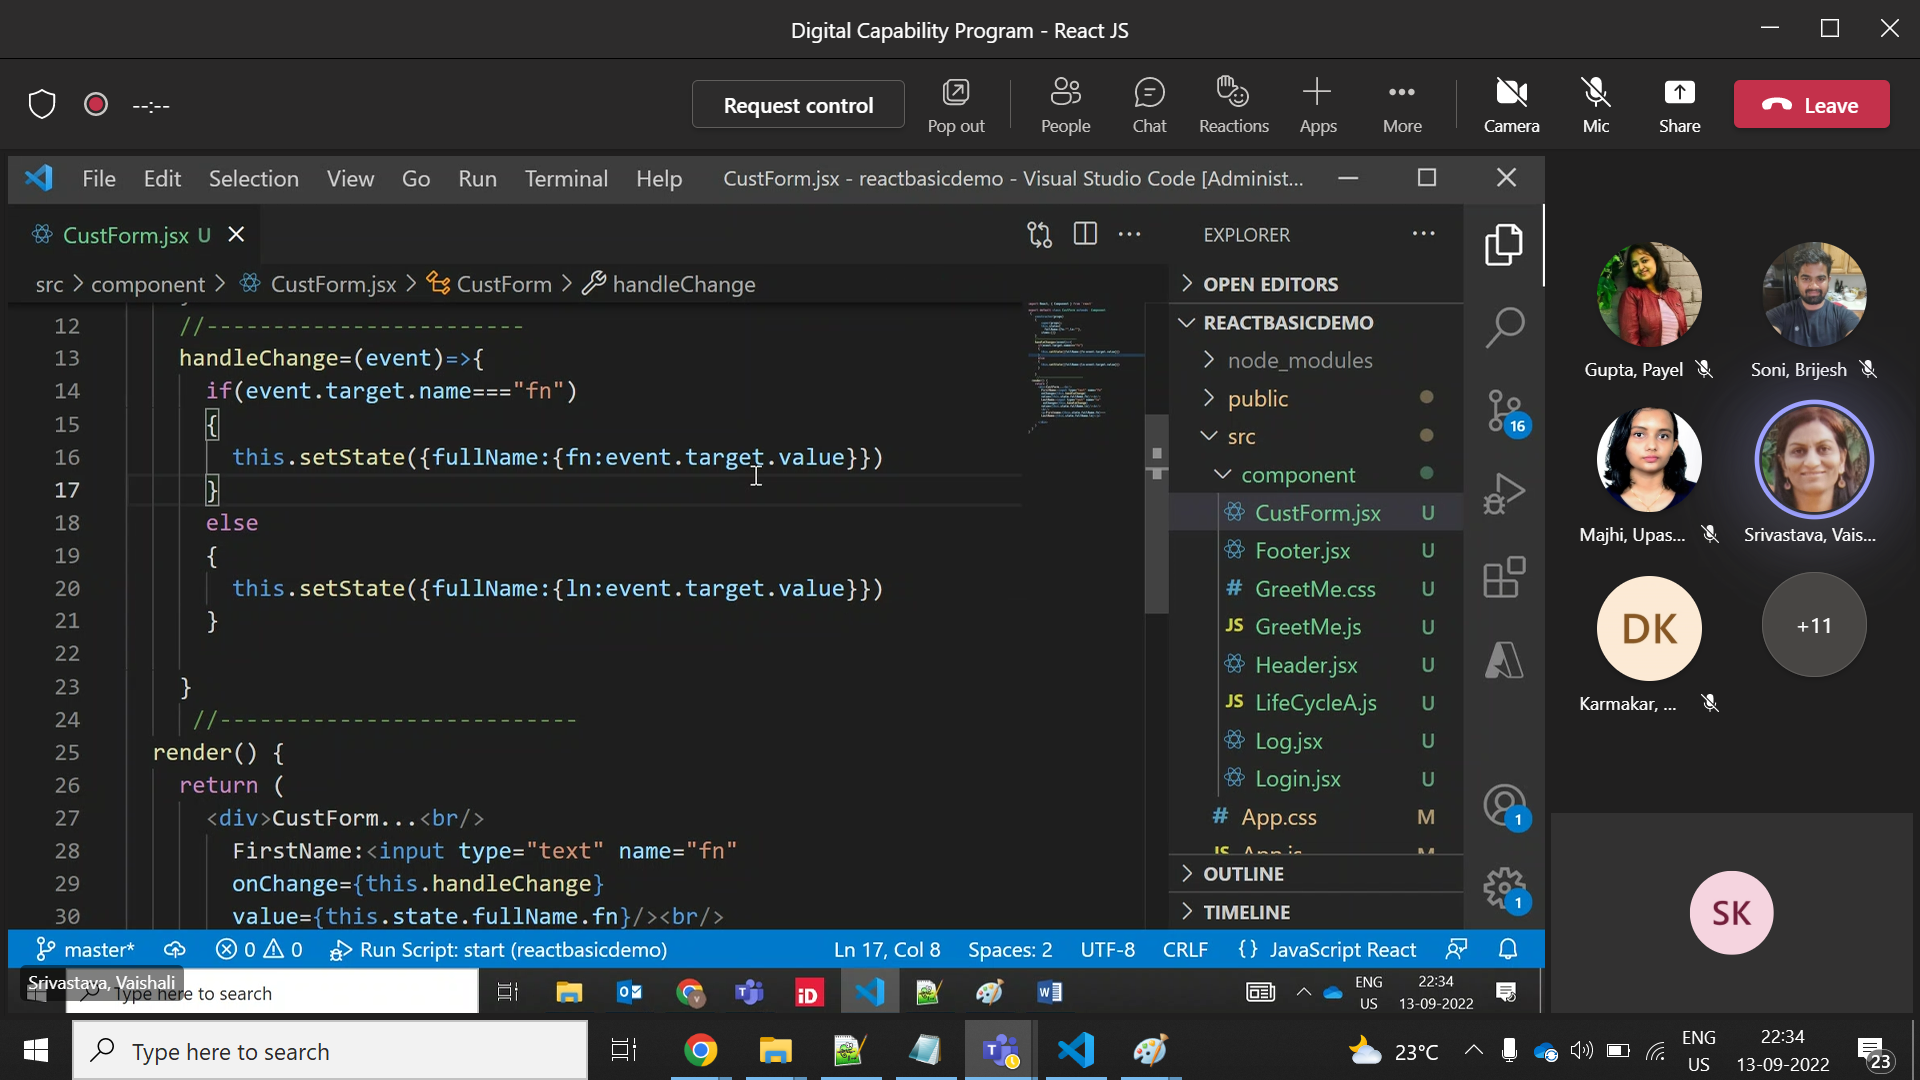 Digital Capability Program - React JS
--:--
Request control
Pop out
People
Chat
Reactions
Apps
More
Camera
Mic
Share
Leave
File Edit Selection View Go Run Terminal Help
CustForm.jsx - reactbasicdemo - Visual Studio Code [Administ...
CustForm.jsx U
src > component > CustForm.jsx > CustForm > handleChange
12 //------------------------
13 handleChange=(event)=>{
14 if(event.target.name==="fn")
15 {
16 this.setState({fullName:{fn:event.target.value}})
17 }
18 else
19 {
20 this.setState({fullName:{ln:event.target.value}})
21 }
22
23 }
24 //---------------------------
25 render() {
26 return (
27 <div>CustForm...<br/>
28 FirstName:<input type="text" name="fn"
29 onChange={this.handleChange}
30 value={this.state.fullName.fn}/><br/>
EXPLORER
OPEN EDITORS
REACTBASICDEMO
node_modules
public
src
component
CustForm.jsx U
Footer.jsx U
# GreetMe.css U
JS GreetMe.js U
Header.jsx U
JS LifeCycleA.js U
Log.jsx U
Login.jsx U
# App.css M
JS App.js M
OUTLINE
TIMELINE
16
1
1
Gupta, Payel
Soni, Brijesh
Majhi, Upas...
Srivastava, Vais...
DK
+11
Karmakar, ...
SK
master* 0 0 Run Script: start (reactbasicdemo)
Ln 17, Col 8 Spaces: 2 UTF-8 CRLF {} JavaScript React
Srivastava, Vaishali
Type here to search
ENG
US
22:34
13-09-2022
Type here to search
23°C
ENG
US
22:34
13-09-2022
23